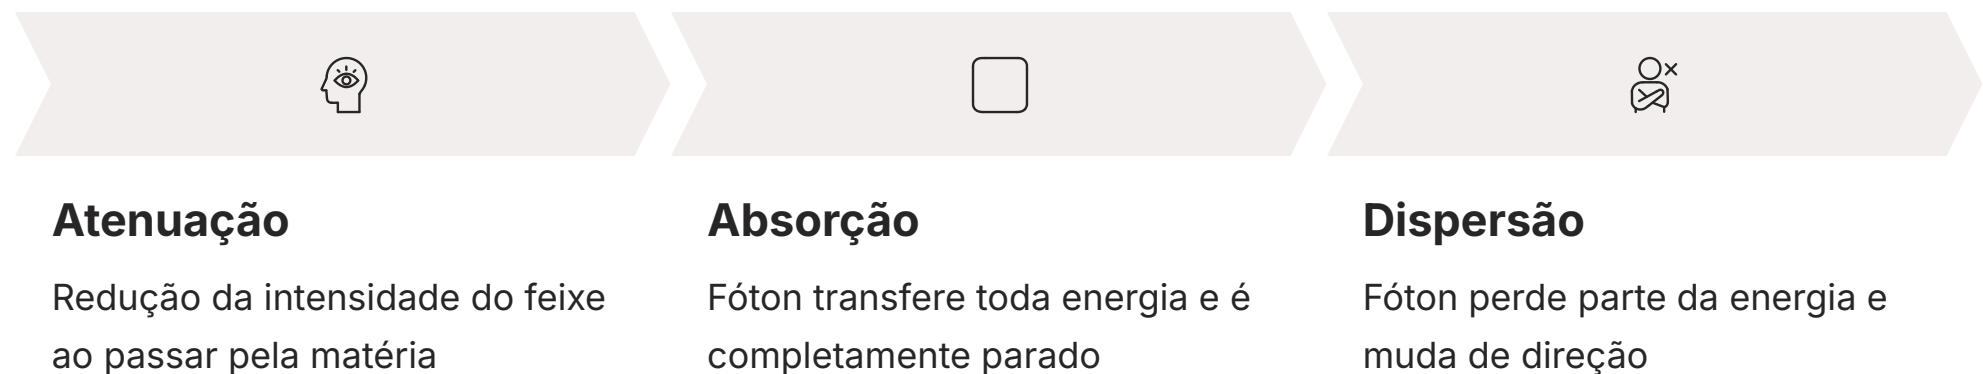 Atenuação
Redução da intensidade do feixe
ao passar pela matéria
Absorção
Fóton transfere toda energia e é
completamente parado
Dispersão
Fóton perde parte da energia e
muda de direção